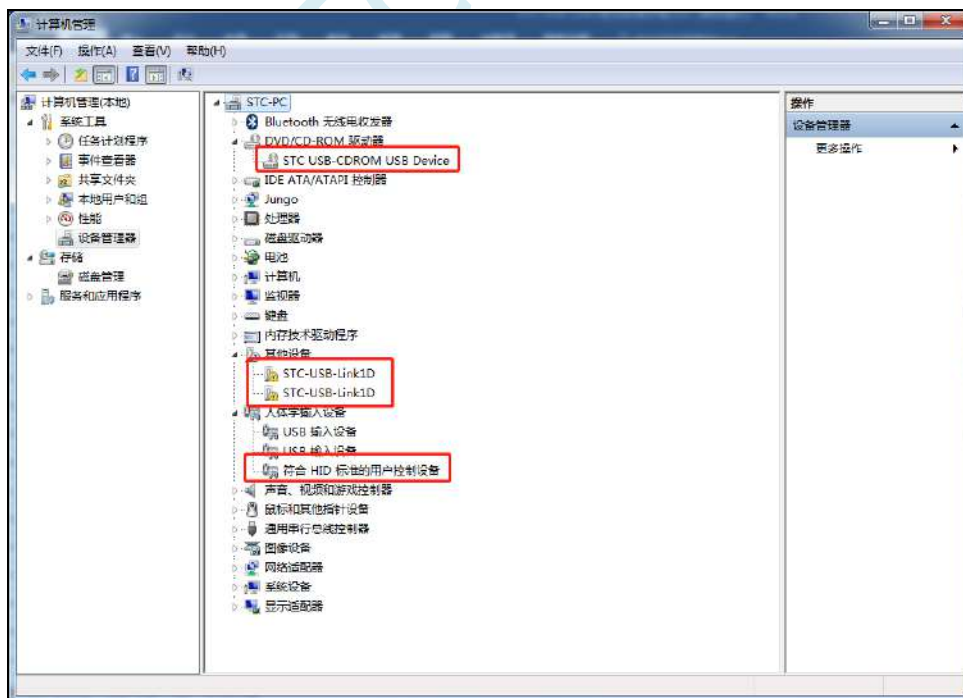 计算机管理
文件(F) 操作(A) 查看(V) 帮助(H)
计算机管理(本地)
系统工具
任务计划程序
事件查看器
共享文件夹
本地用户和组
性能
设备管理器
存储
磁盘管理
服务和应用程序
STC-PC
Bluetooth 无线电收发器
DVD/CD-ROM 驱动器
STC USB-CDROM USB Device
IDE ATA/ATAPI 控制器
Jungo
处理器
磁盘驱动器
电池
计算机
监视器
键盘
内存技术驱动程序
其他设备
STC-USB-Link1D
STC-USB-Link1D
人体学输入设备
USB 输入设备
USB 输入设备
符合 HID 标准的用户控制设备
声音、视频和游戏控制器
鼠标和其他指针设备
通用串行总线控制器
图像设备
网络适配器
系统设备
显示适配器
操作
设备管理器
更多操作